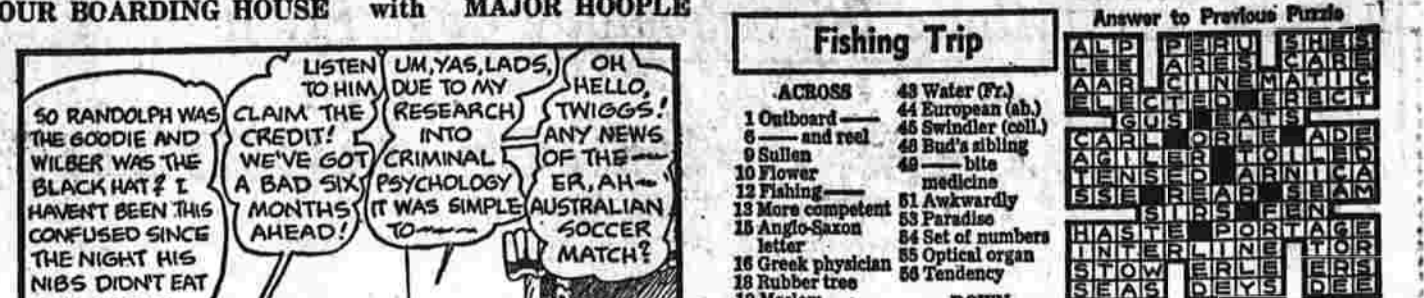 OUR BOARDING HOUSE with MAJOR HOOPLE
SO RANDOLPH WAS
THE GOODIE AND
WILBER WAS THE
BLACK HAT? I
HAVEN'T BEEN THIS
CONFUSED SINCE
THE NIGHT HIS
NIBS DIDN'T EAT
LISTEN
TO HIM
CLAIM THE
CREDIT!
WE'VE GOT
A BAD SIX
MONTHS
AHEAD!
UM, YAS, LADS,
DUE TO MY
RESEARCH
INTO
CRIMINAL
PSYCHOLOGY
IT WAS SIMPLE
TO——
OH
HELLO,
TWIGGS!
ANY NEWS
OF THE——
ER, AH—
AUSTRALIAN
SOCCER
MATCH?
Fishing Trip
ACROSS
1 Outboard ——
6 —— and reel
9 Sullen
10 Flower
12 Fishing ——
13 More competent
15 Anglo-Saxon
letter
16 Greek physician
18 Rubber tree
19 Moslem
43 Water (Fr.)
44 European (ab.)
45 Swindler (coll.)
48 Bud's sibling
49 —— bite
medicine
51 Awkwardly
53 Paradise
54 Set of numbers
55 Optical organ
56 Tendency
DOWN
Answer to Previous Puzzle
ALP PERU SHES
LEE ARES CARE
AAR CINEMATIC
ELECTED ERECT
GUS EATS
CARL ORLE ADE
AGILER TOILED
TENSED ARNICA
SSE REAR SEAM
SIRS FEN
HASTE PORTAGE
INTERLINE TOR
STOW ERLE ERS
SEAS DEYS DEE